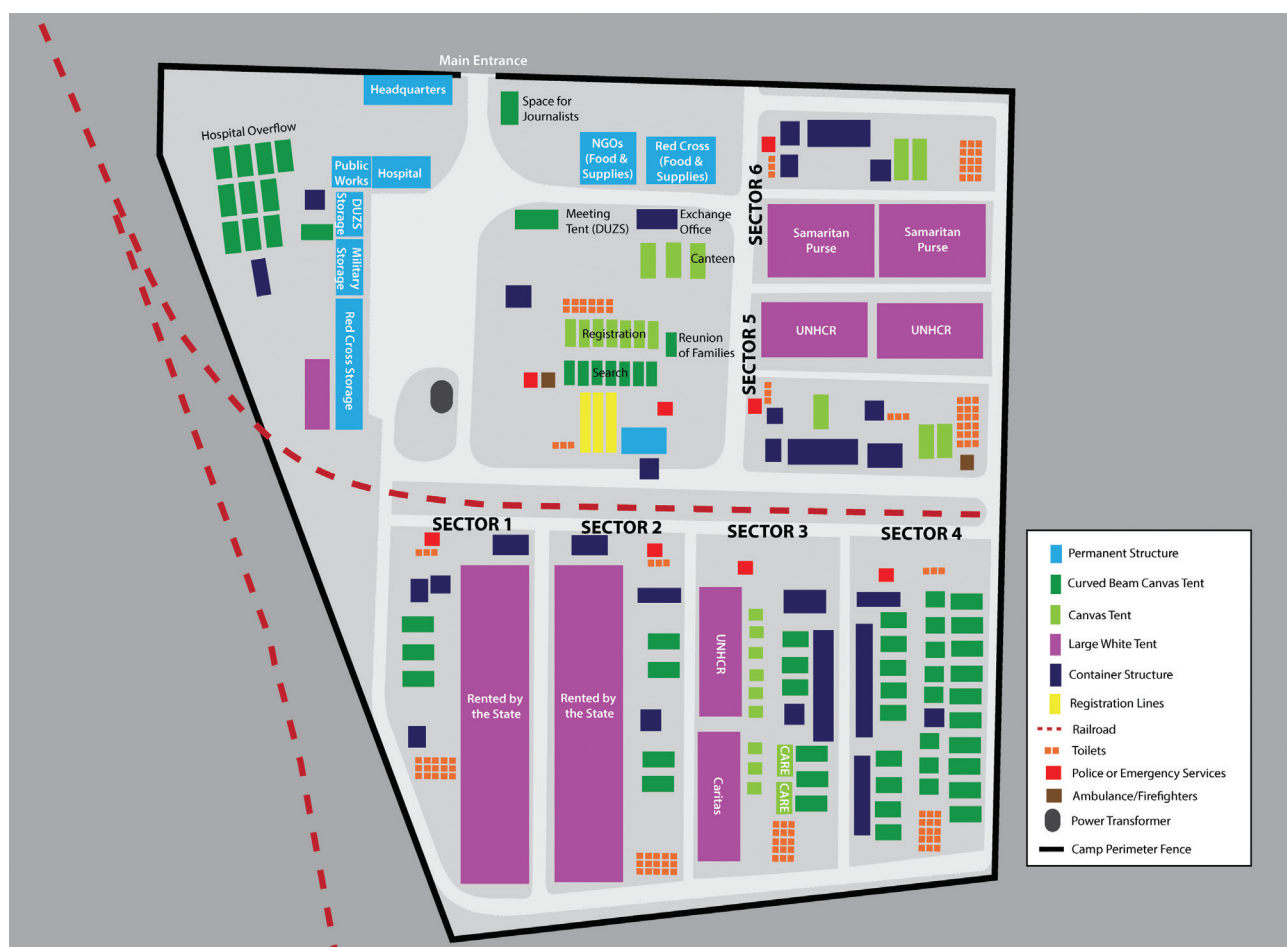 Main Entrance
Headquarters
Space for
Journalists
Hospital Overflow
NGOs
(Food &
Supplies)
Red Cross
(Food &
Supplies)
Public
Works
Hospital
DUZS
Storage
Military
Storage
Red Cross Storage
Meeting
Tent (DUZS)
Exchange
Office
Canteen
Registration
Reunion
of Families
Search
SECTOR 6
Samaritan
Purse
Samaritan
Purse
SECTOR 5
UNHCR
UNHCR
SECTOR 1
SECTOR 2
SECTOR 3
SECTOR 4
Rented by
the State
Rented by
the State
UNHCR
Caritas
CARE
CARE
Permanent Structure
Curved Beam Canvas Tent
Canvas Tent
Large White Tent
Container Structure
Registration Lines
Railroad
Toilets
Police or Emergency Services
Ambulance/Firefighters
Power Transformer
Camp Perimeter Fence